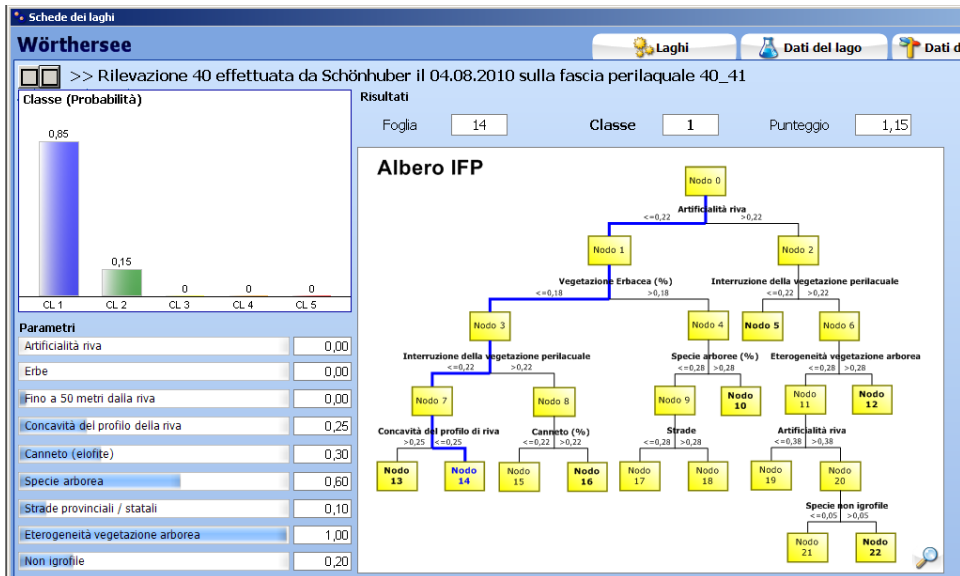 Schede dei laghi
Wörthersee
Laghi
Dati del lago
Dati d
>> Rilevazione 40 effettuata da Schönhuber il 04.08.2010 sulla fascia perilaquale 40_41
Classe (Probabilità)
0,85
0,15
0
0
0
CL 1 CL 2 CL 3 CL 4 CL 5
Parametri
Artificialità riva 0,00
Erbe 0,00
Fino a 50 metri dalla riva 0,00
Concavità del profilo della riva 0,25
Canneto (elofite) 0,30
Specie arborea 0,60
Strade provinciali / statali 0,10
Eterogeneità vegetazione arborea 1,00
Non igrofile 0,20
Risultati
Foglia 14 Classe 1 Punteggio 1,15
Albero IFP
Nodo 0
Artificialità riva
<=0,22 >0,22
Nodo 1 Nodo 2
Vegetazione Erbacea (%) Interruzione della vegetazione perilacuale
<=0,18 >0,18 <=0,22 >0,22
Nodo 3 Nodo 4 Nodo 5 Nodo 6
Interruzione della vegetazione perilacuale Specie arboree (%) Eterogeneità vegetazione arborea
<=0,22 >0,22 <=0,28 >0,28 <=0,28 >0,28
Nodo 7 Nodo 8 Nodo 9 Nodo 10 Nodo 11 Nodo 12
Concavità del profilo di riva Canneto (%) Strade Artificialità riva
>0,25 <=0,25 <=0,22 >0,22 <=0,28 >0,28 <=0,38 >0,38
Nodo 13 Nodo 14 Nodo 15 Nodo 16 Nodo 17 Nodo 18 Nodo 19 Nodo 20
Specie non igrofile
<=0,05 >0,05
Nodo 21 Nodo 22